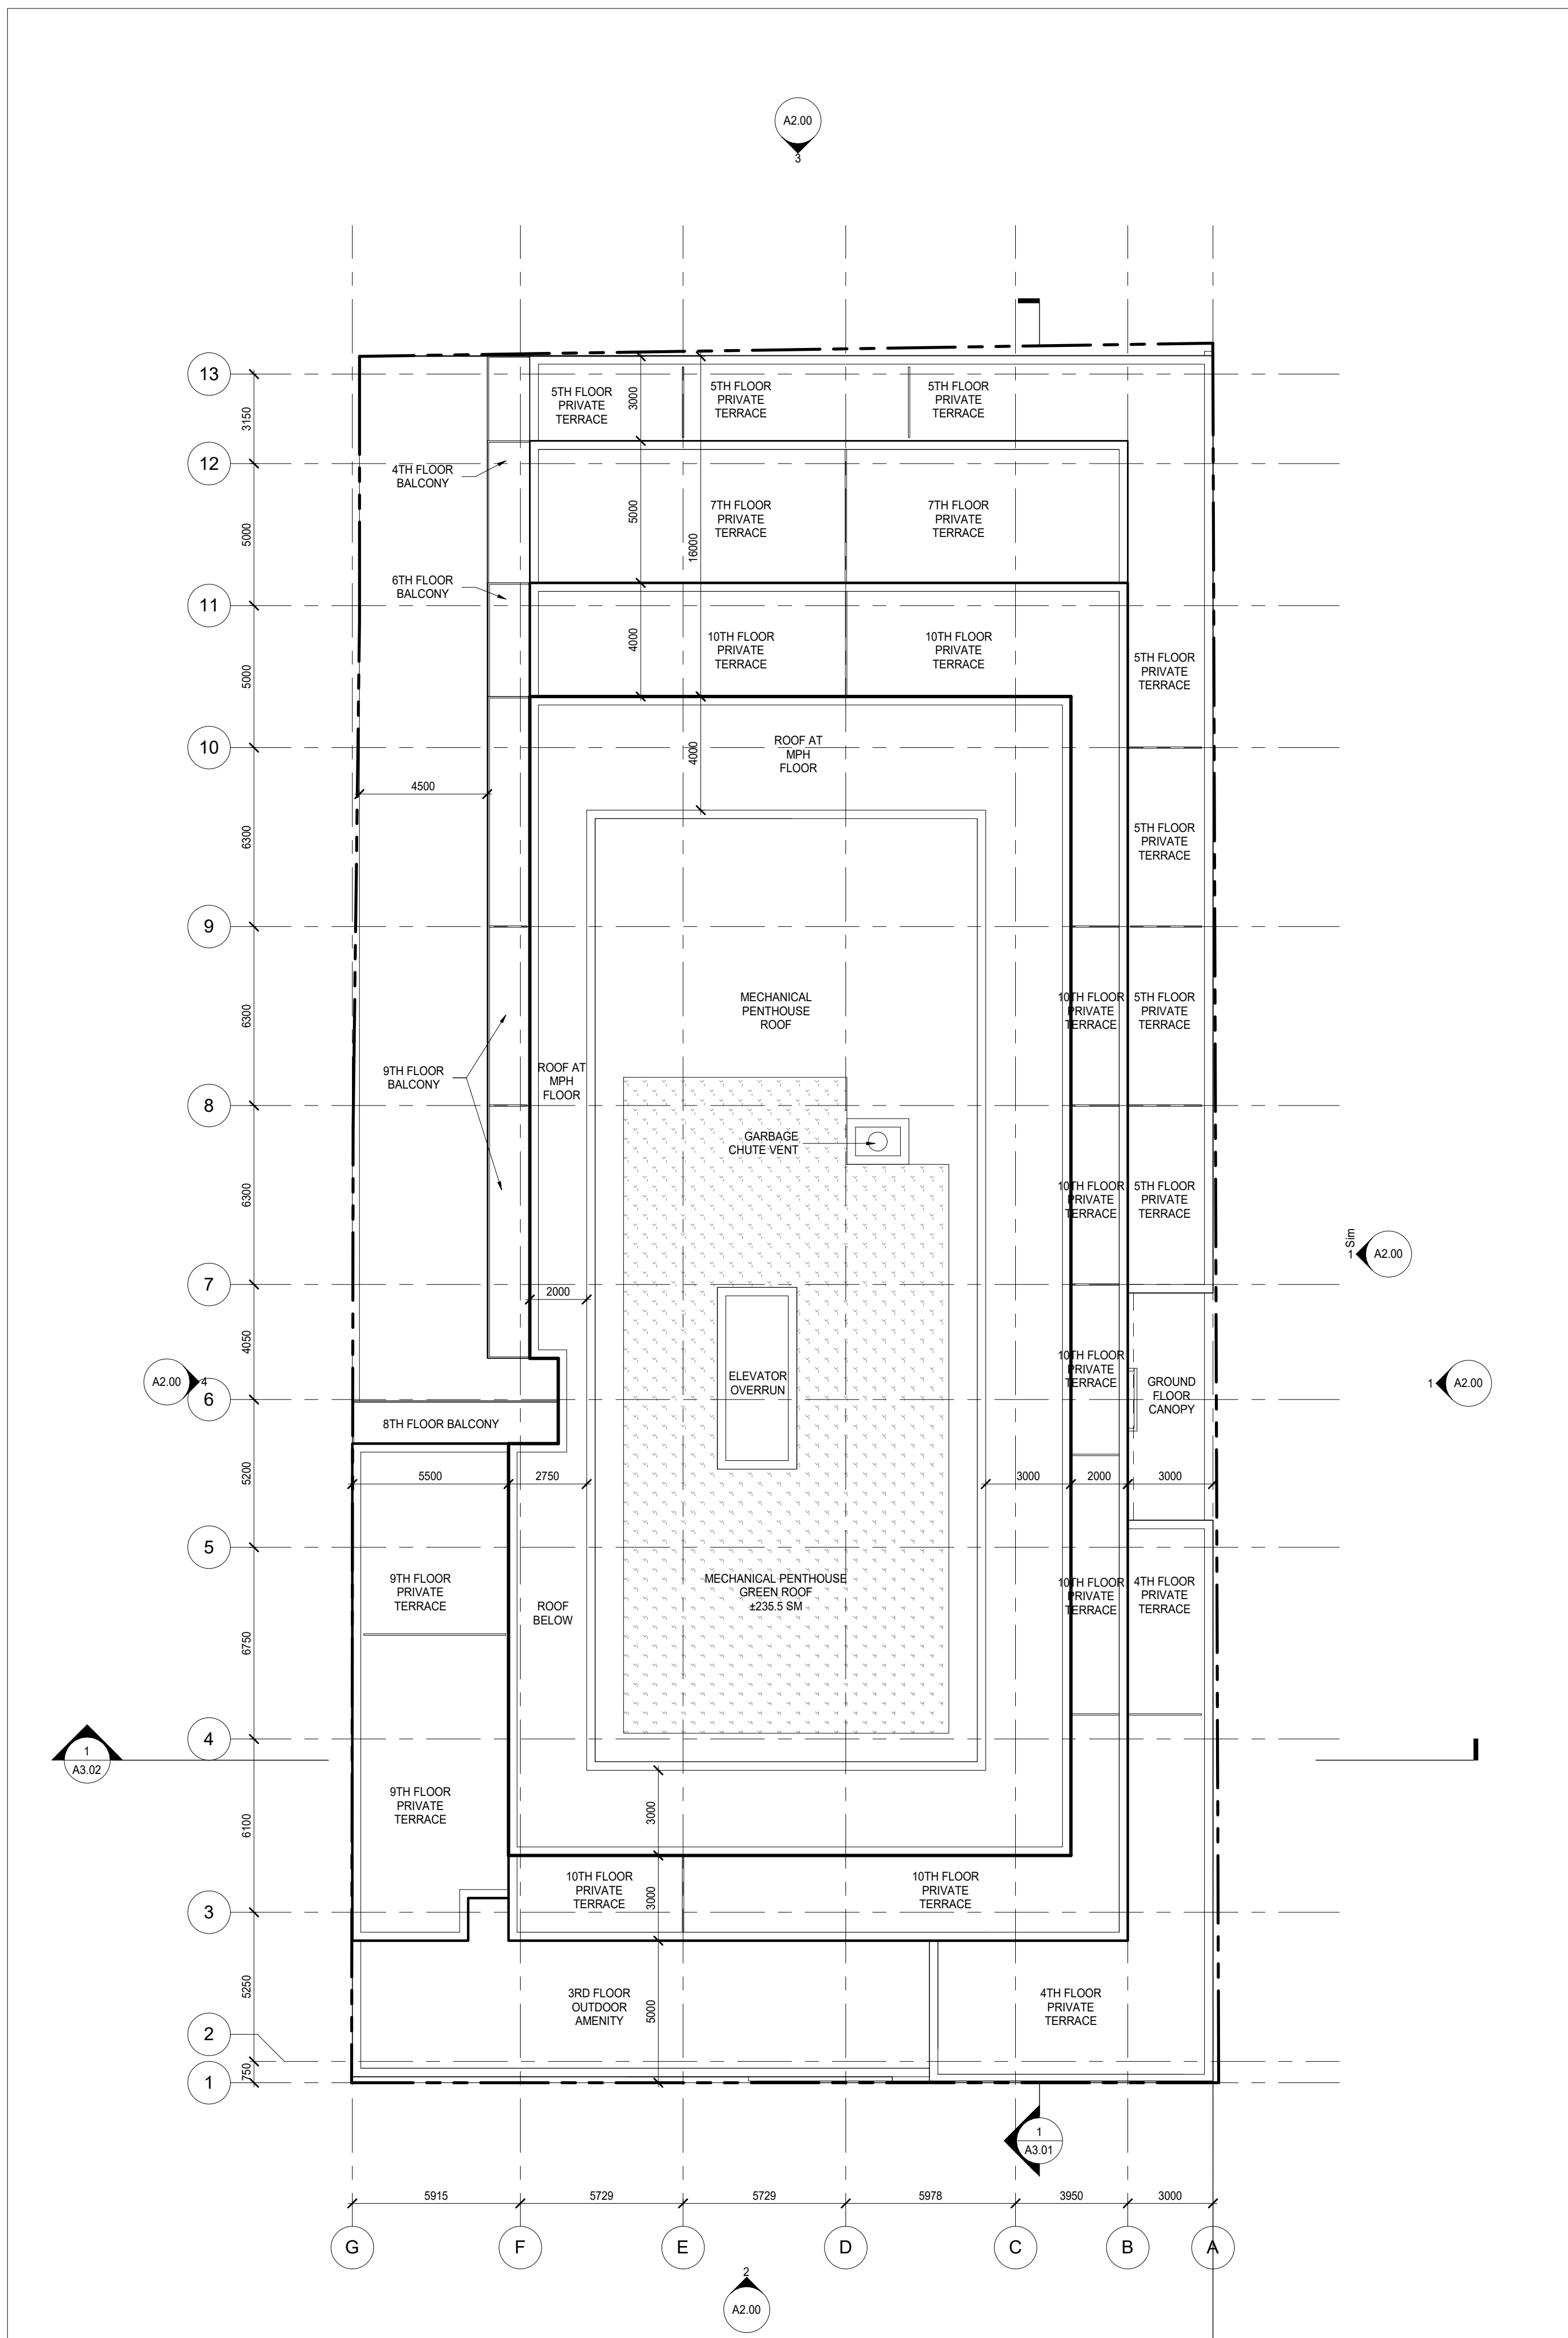 A2.00
3
13
3150
5TH FLOOR
PRIVATE
TERRACE
3000
5TH FLOOR
PRIVATE
TERRACE
5TH FLOOR
PRIVATE
TERRACE
12
4TH FLOOR
BALCONY
5000
5000
7TH FLOOR
PRIVATE
TERRACE
16000
7TH FLOOR
PRIVATE
TERRACE
6TH FLOOR
BALCONY
11
5000
4000
10TH FLOOR
PRIVATE
TERRACE
10TH FLOOR
PRIVATE
TERRACE
5TH FLOOR
PRIVATE
TERRACE
10
4000
ROOF AT
MPH
FLOOR
4500
6300
5TH FLOOR
PRIVATE
TERRACE
9
6300
MECHANICAL
PENTHOUSE
ROOF
10TH FLOOR
PRIVATE
TERRACE
5TH FLOOR
PRIVATE
TERRACE
9TH FLOOR
BALCONY
ROOF AT
MPH
FLOOR
8
GARBAGE
CHUTE VENT
6300
10TH FLOOR
PRIVATE
TERRACE
5TH FLOOR
PRIVATE
TERRACE
1
Sim
A2.00
7
2000
4050
A2.00
4
6
ELEVATOR
OVERRUN
10TH FLOOR
PRIVATE
TERRACE
GROUND
FLOOR
CANOPY
1
A2.00
8TH FLOOR BALCONY
5200
5500
2750
3000
2000
3000
5
9TH FLOOR
PRIVATE
TERRACE
ROOF
BELOW
MECHANICAL PENTHOUSE
GREEN ROOF
±235.5 SM
10TH FLOOR
PRIVATE
TERRACE
4TH FLOOR
PRIVATE
TERRACE
6750
4
1
A3.02
9TH FLOOR
PRIVATE
TERRACE
3000
6100
10TH FLOOR
PRIVATE
TERRACE
3000
10TH FLOOR
PRIVATE
TERRACE
3
5250
3RD FLOOR
OUTDOOR
AMENITY
5000
4TH FLOOR
PRIVATE
TERRACE
2
750
1
1
A3.01
5915
5729
5729
5978
3950
3000
G
F
E
D
C
B
A
2
A2.00